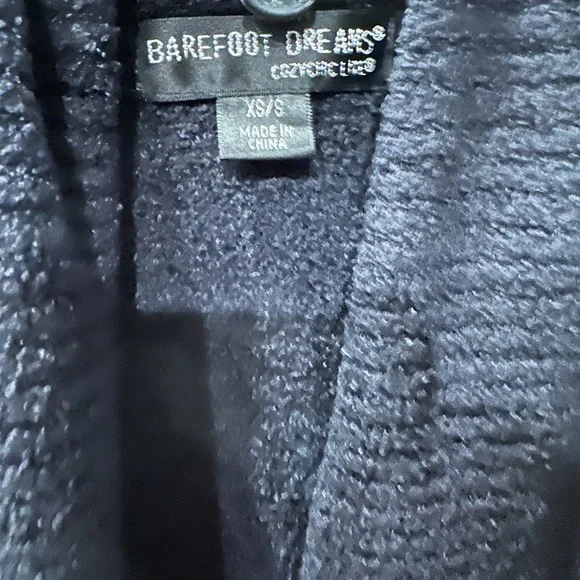 BAREFOOT DREAMS®
COZYCHIC LITE®
XS/S
MADE IN
CHINA